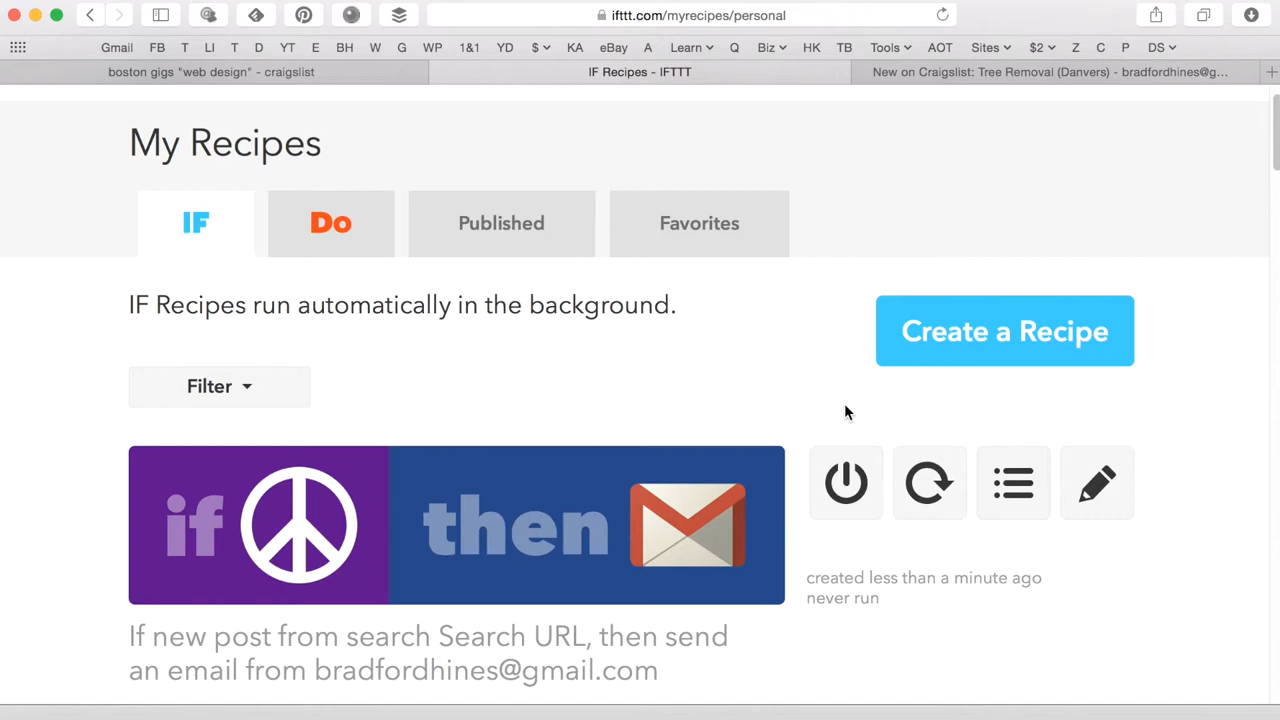 ifttt.com/myrecipes/personal
Gmail FB T LI T D YT E BH W G WP 1&1 YD $ KA eBay A Learn Q Biz HK TB Tools AOT Sites $2 Z C P DS
boston gigs "web design" - craigslist IF Recipes - IFTTT New on Craigslist: Tree Removal (Danvers) - bradfordhines@g...
My Recipes
IF Do Published Favorites
IF Recipes run automatically in the background.
Create a Recipe
Filter
if then
created less than a minute ago
never run
If new post from search Search URL, then send
an email from bradfordhines@gmail.com